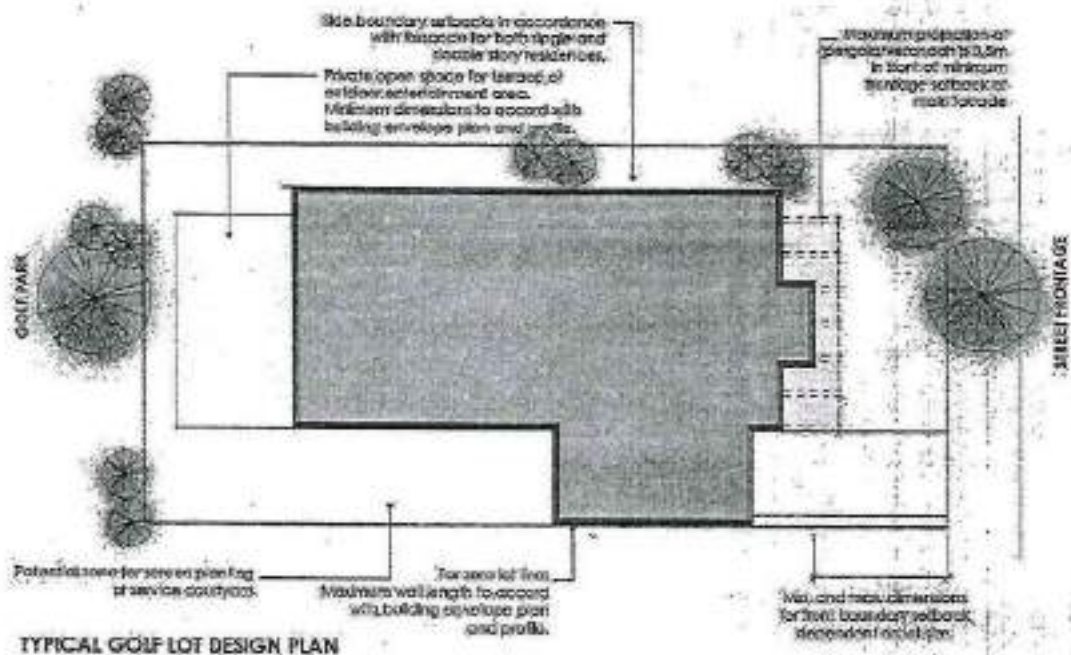 Side boundary setbacks in accordance
with for both single and
double story residences.
Private open space for terrace or
outdoor entertainment area.
Minimum dimensions to accord with
building envelope plan and profile.
Maximum projection of
pergola/verandah is
in front of minimum
frontage setback of
main facade
GOLF PARK
STREET FRONTAGE
Potential zone for screen planting
of service courtyard.
For zero lot lines
Maximum wall length to accord
with building envelope plan
and profile.
Min. and max. dimensions
for front boundary setback
dependent on lot size.
TYPICAL GOLF LOT DESIGN PLAN